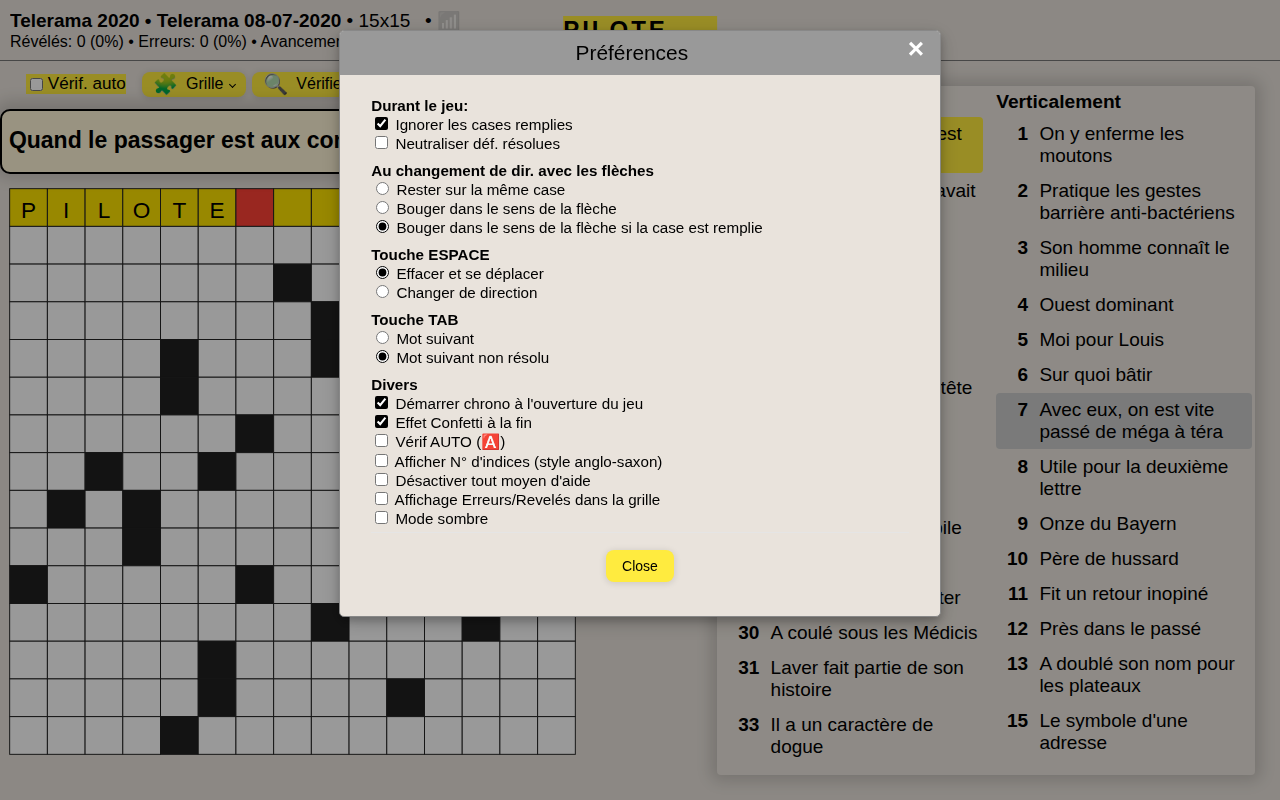 Telerama 2020 • Telerama 08-07-2020 • 15x15 •
Révélés: 0 (0%) • Erreurs: 0 (0%)
Vérif. auto
Grille
Quand le passager est aux
P I L O T E
Préférences
×
Durant le jeu:
Ignorer les cases remplies
Neutraliser déf. résolues
Au changement de dir. avec les flèches
Rester sur la même case
Bouger dans le sens de la flèche
Bouger dans le sens de la flèche si la case est remplie
Touche ESPACE
Effacer et se déplacer
Changer de direction
Touche TAB
Mot suivant
Mot suivant non résolu
Divers
Démarrer chrono à l'ouverture du jeu
Effet Confetti à la fin
Vérif AUTO (🅰)
Afficher N° d'indices (style anglo-saxon)
Désactiver tout moyen d'aide
Affichage Erreurs/Revelés dans la grille
Mode sombre
Close
30 A coulé sous les Médicis
31 Laver fait partie de son
histoire
33 Il a un caractère de
dogue
Verticalement
1 On y enferme les
moutons
2 Pratique les gestes
barrière anti-bactériens
3 Son homme connaît le
milieu
4 Ouest dominant
5 Moi pour Louis
6 Sur quoi bâtir
7 Avec eux, on est vite
passé de méga à téra
8 Utile pour la deuxième
lettre
9 Onze du Bayern
10 Père de hussard
11 Fit un retour inopiné
12 Près dans le passé
13 A doublé son nom pour
les plateaux
15 Le symbole d'une
adresse